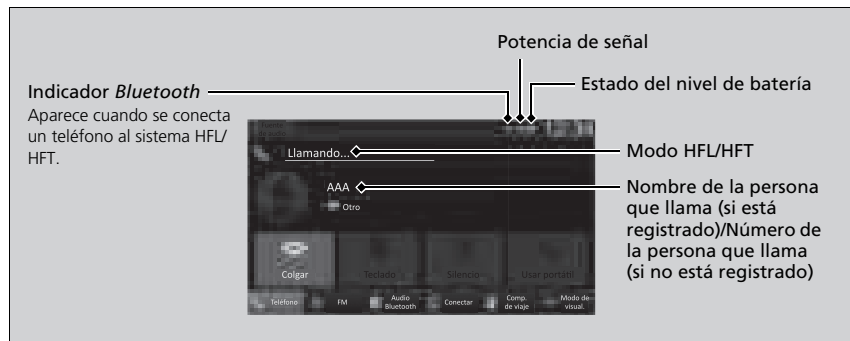 Potencia de señal
Estado del nivel de batería
Indicador Bluetooth
Aparece cuando se conecta
un teléfono al sistema HFL/
HFT.
Llamando...
Modo HFL/HFT
AAA
Otro
Nombre de la persona
que llama (si está
registrado)/Número de
la persona que llama
(si no está registrado)
Colgar
Teclado
Silencio
Usar portátil
Teléfono
FM
Audio
Bluetooth
Conectar
Comp.
de viaje
Modo de
visual.